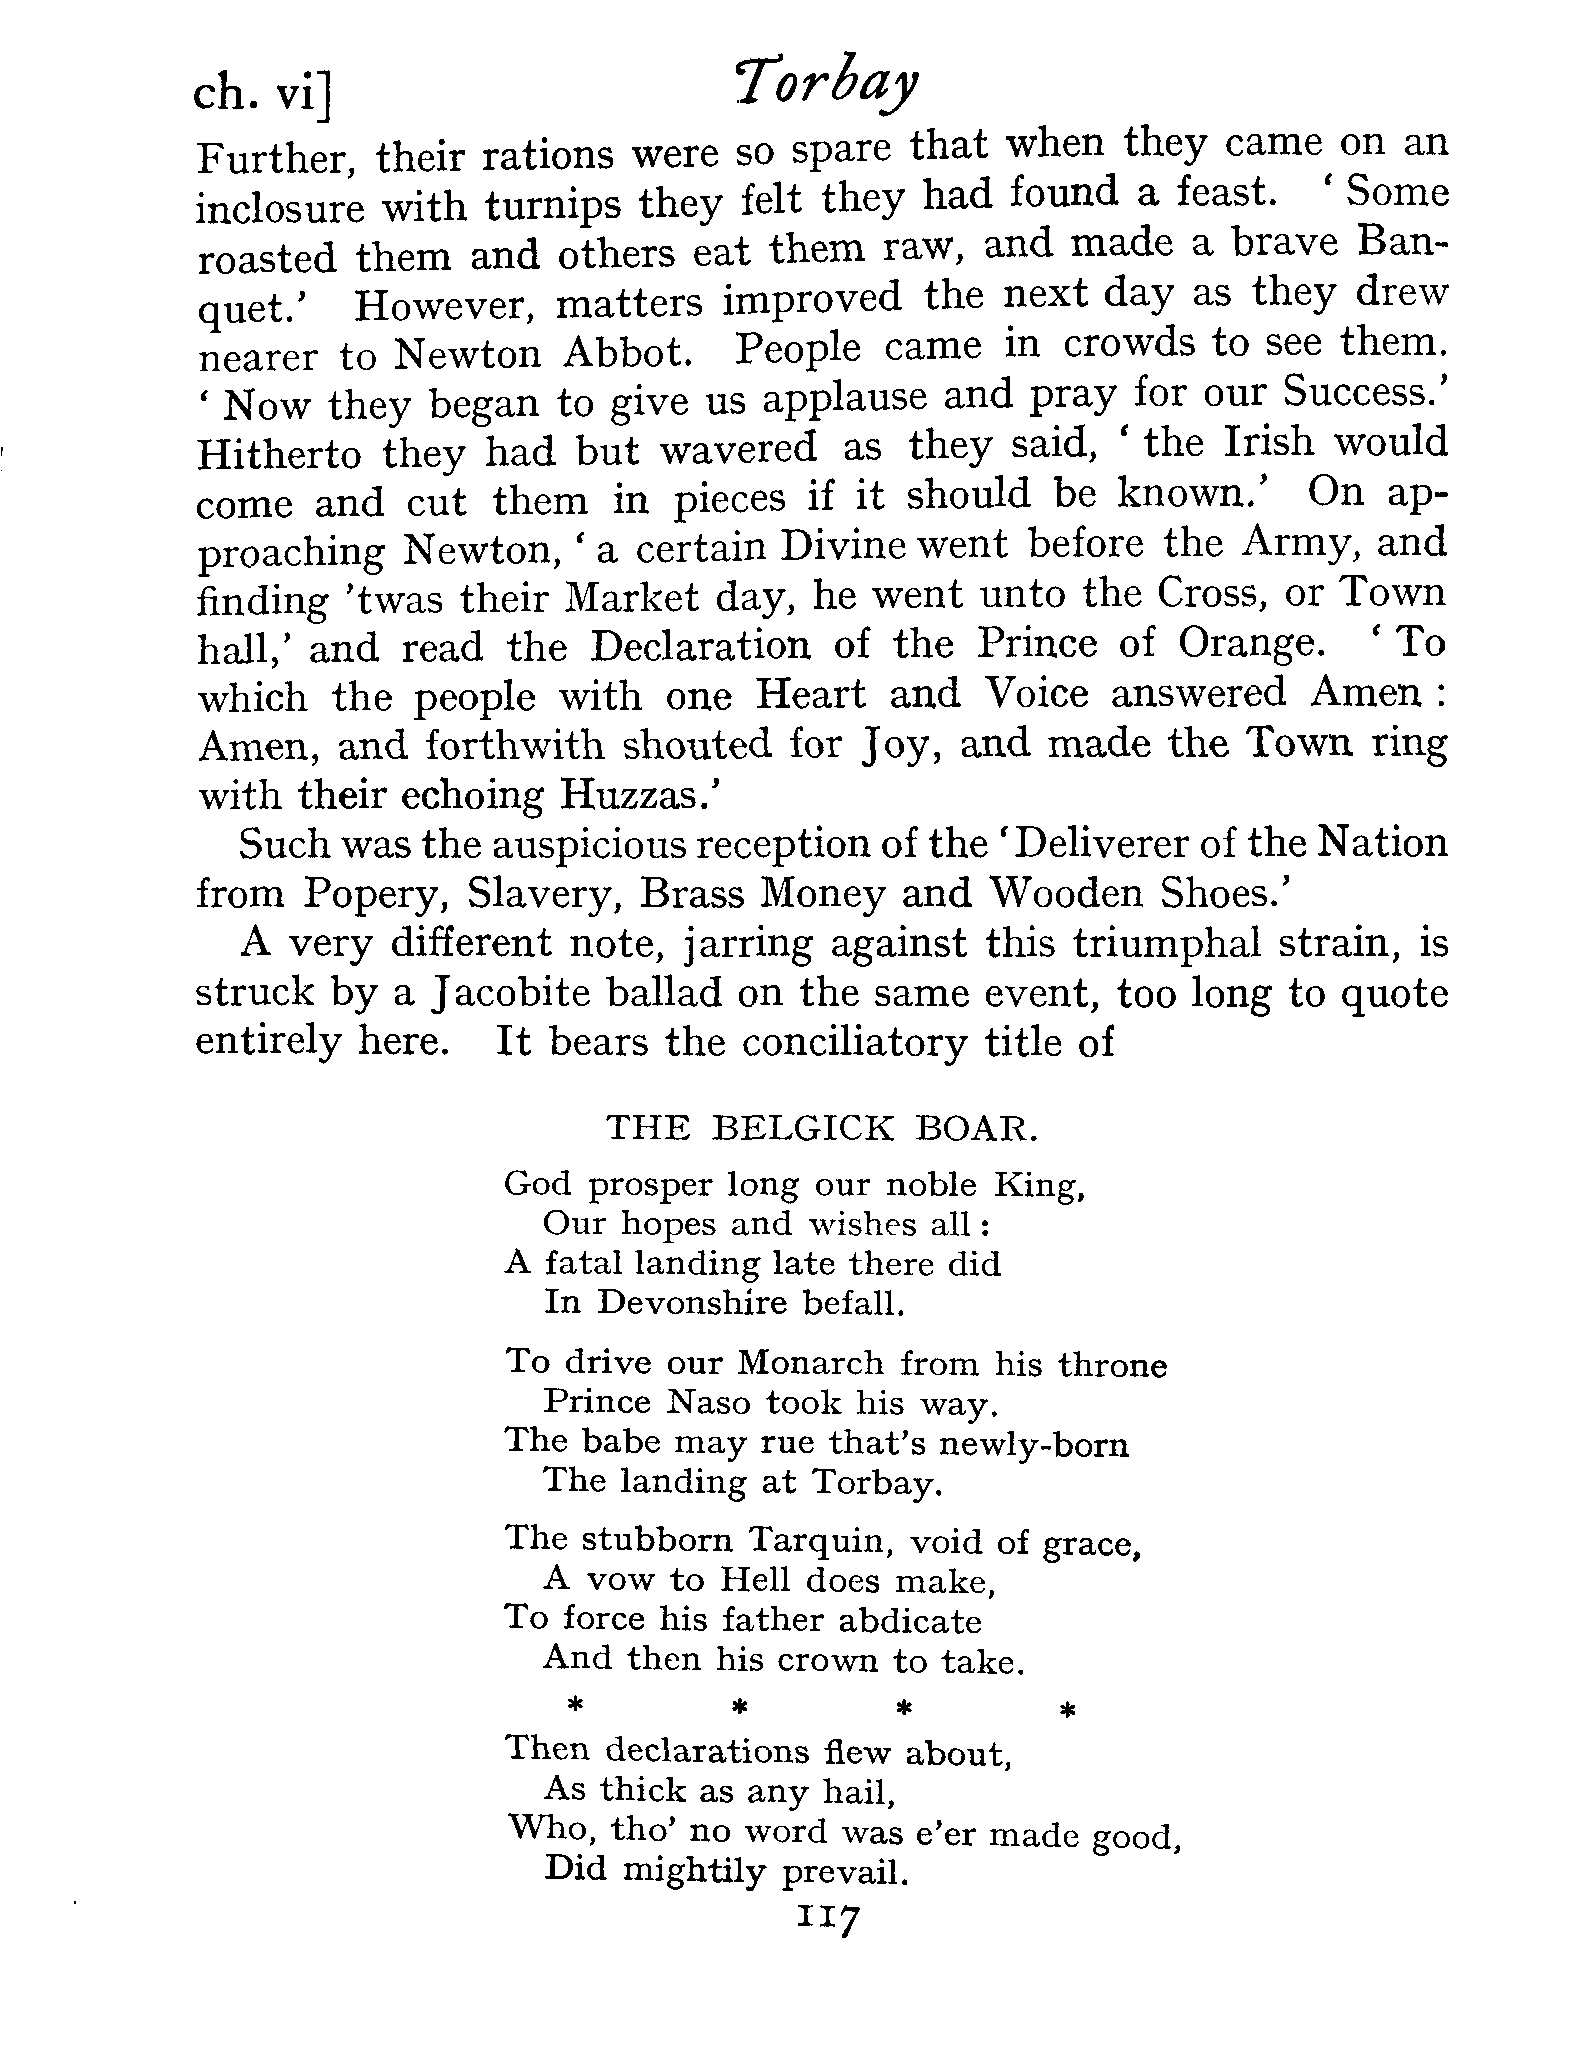 ch. vi] Torbay
Further, their rations were so spare that when they came on an
inclosure with turnips they felt they had found a feast. ‘ Some
roasted them and others eat them raw, and made a brave Ban-
quet.’ However, matters improved the next day as they drew
nearer to Newton Abbot. People came in crowds to see them.
‘ Now they began to give us applause and pray for our Success.’
Hitherto they had but wavered as they said, ‘ the Irish would
come and cut them in pieces if it should be known.’ On ap-
proaching Newton, ‘ a certain Divine went before the Army, and
finding ’twas their Market day, he went unto the Cross, or Town
hall,’ and read the Declaration of the Prince of Orange. ‘ To
which the people with one Heart and Voice answered Amen :
Amen, and forthwith shouted for Joy, and made the Town ring
with their echoing Huzzas.’
Such was the auspicious reception of the ‘ Deliverer of the Nation
from Popery, Slavery, Brass Money and Wooden Shoes.’
A very different note, jarring against this triumphal strain, is
struck by a Jacobite ballad on the same event, too long to quote
entirely here. It bears the conciliatory title of
THE BELGICK BOAR.
God prosper long our noble King,
Our hopes and wishes all :
A fatal landing late there did
In Devonshire befall.
To drive our Monarch from his throne
Prince Naso took his way.
The babe may rue that’s newly-born
The landing at Torbay.
The stubborn Tarquin, void of grace,
A vow to Hell does make,
To force his father abdicate
And then his crown to take.
* * * *
Then declarations flew about,
As thick as any hail,
Who, tho’ no word was e’er made good,
Did mightily prevail.
117